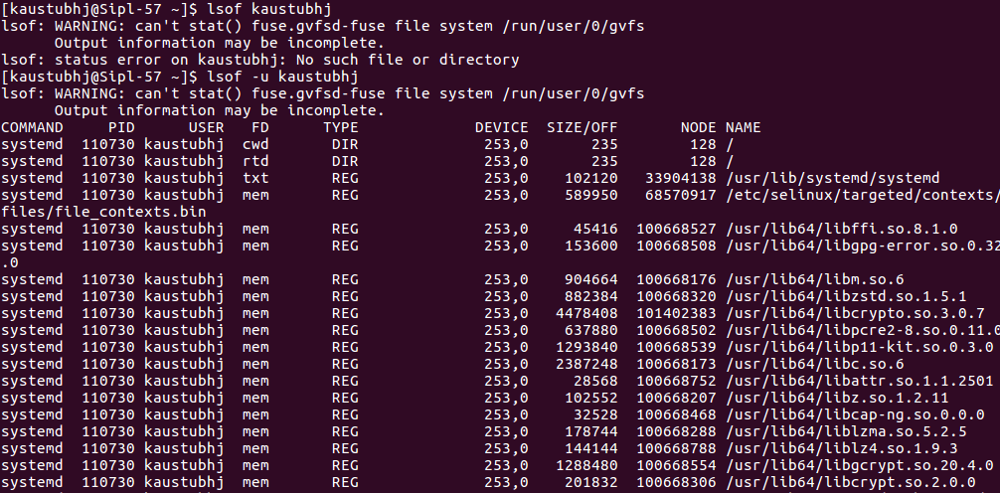 [kaustubhj@Sipl-57 ~]$ lsof kaustubhj
lsof: WARNING: can't stat() fuse.gvfsd-fuse file system /run/user/0/gvfs
      Output information may be incomplete.
lsof: status error on kaustubhj: No such file or directory
[kaustubhj@Sipl-57 ~]$ lsof -u kaustubhj
lsof: WARNING: can't stat() fuse.gvfsd-fuse file system /run/user/0/gvfs
      Output information may be incomplete.
COMMAND     PID      USER   FD      TYPE             DEVICE  SIZE/OFF      NODE NAME
systemd  110730 kaustubhj  cwd       DIR              253,0       235       128 /
systemd  110730 kaustubhj  rtd       DIR              253,0       235       128 /
systemd  110730 kaustubhj  txt       REG              253,0    102120  33904138 /usr/lib/systemd/systemd
systemd  110730 kaustubhj  mem       REG              253,0    589950  68570917 /etc/selinux/targeted/contexts/
files/file_contexts.bin
systemd  110730 kaustubhj  mem       REG              253,0     45416 100668527 /usr/lib64/libffi.so.8.1.0
systemd  110730 kaustubhj  mem       REG              253,0    153600 100668508 /usr/lib64/libgpg-error.so.0.32
.0
systemd  110730 kaustubhj  mem       REG              253,0    904664 100668176 /usr/lib64/libm.so.6
systemd  110730 kaustubhj  mem       REG              253,0    882384 100668320 /usr/lib64/libzstd.so.1.5.1
systemd  110730 kaustubhj  mem       REG              253,0   4478408 101402383 /usr/lib64/libcrypto.so.3.0.7
systemd  110730 kaustubhj  mem       REG              253,0    637880 100668502 /usr/lib64/libpcre2-8.so.0.11.0
systemd  110730 kaustubhj  mem       REG              253,0   1293840 100668539 /usr/lib64/libp11-kit.so.0.3.0
systemd  110730 kaustubhj  mem       REG              253,0   2387248 100668173 /usr/lib64/libc.so.6
systemd  110730 kaustubhj  mem       REG              253,0     28568 100668752 /usr/lib64/libattr.so.1.1.2501
systemd  110730 kaustubhj  mem       REG              253,0    102552 100668207 /usr/lib64/libz.so.1.2.11
systemd  110730 kaustubhj  mem       REG              253,0     32528 100668468 /usr/lib64/libcap-ng.so.0.0.0
systemd  110730 kaustubhj  mem       REG              253,0    178744 100668288 /usr/lib64/liblzma.so.5.2.5
systemd  110730 kaustubhj  mem       REG              253,0    144144 100668788 /usr/lib64/liblz4.so.1.9.3
systemd  110730 kaustubhj  mem       REG              253,0   1288480 100668554 /usr/lib64/libgcrypt.so.20.4.0
systemd  110730 kaustubhj  mem       REG              253,0    201832 100668306 /usr/lib64/libcrypt.so.2.0.0